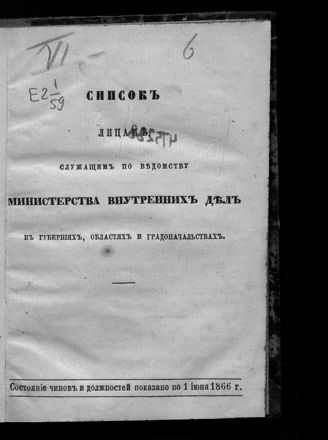 VI,-
6
Е2 1/59
СПИСОКЪ
ЛИЦАМЪ,
СЛУЖАЩИМЪ ПО ВѢДОМСТВУ
МИНИСТЕРСТВА ВНУТРЕННИХЪ ДѢЛЪ
ВЪ ГУБЕРНІЯХЪ, ОБЛАСТЯХЪ И ГРАДОНАЧАЛЬСТВАХЪ.
Состояніе чиновъ и должностей показано по 1 іюня 1866 г.